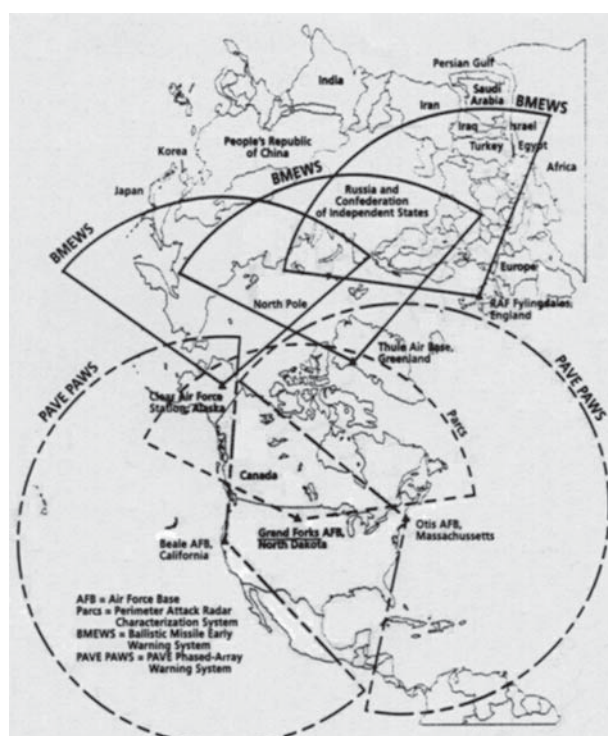 Persian Gulf
India
Saudi
Arabia
Iran
BMEWS
Iraq
Israel
People's Republic
of China
Korea
Turkey
Egypt
Africa
BMEWS
Japan
Russia and
Confederation
of Independent States
BMEWS
Europe
North Pole
RAF Fylingdales,
England
Thule Air Base,
Greenland
PAVE PAWS
PAVE PAWS
Clear Air Force
Station, Alaska
Parcs
Canada
Grand Forks AFB,
North Dakota
Otis AFB,
Massachussetts
Beale AFB,
California
AFB = Air Force Base
Parcs = Perimeter Attack Radar
Characterization System
BMEWS = Ballistic Missile Early
Warning System
PAVE PAWS = PAVE Phased-Array
Warning System